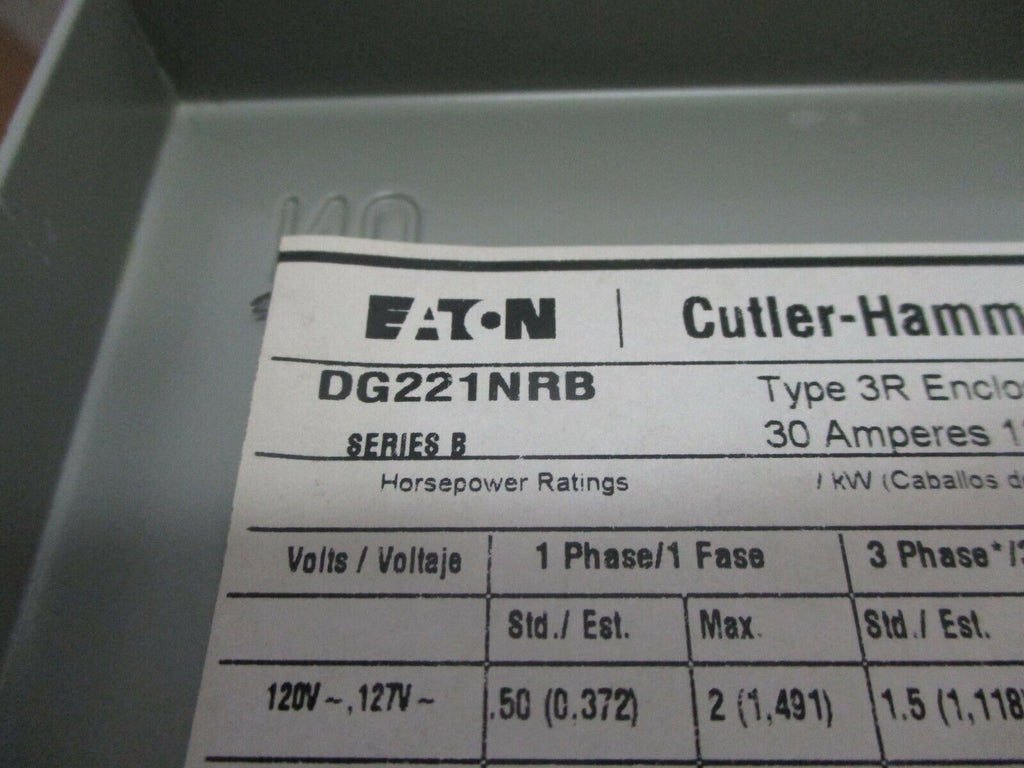 EATON | Cutler-Hamm
DG221NRB Type 3R Enclo
SERIES B 30 Amperes 1
Horsepower Ratings / kW (Caballos d
Volts / Voltaje 1 Phase/1 Fase 3 Phase*/
Std./ Est. Max. Std./ Est.
120V~, 127V~ .50 (0.372) 2 (1,491) 1.5 (1,118